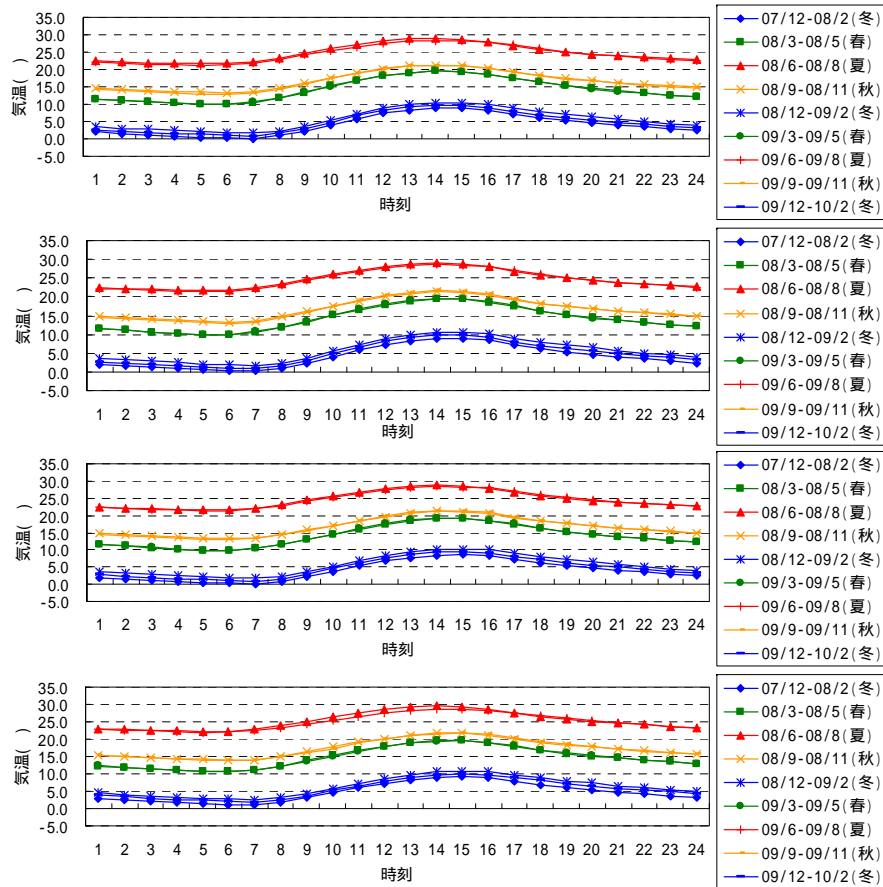 35.0
30.0
25.0
20.0
15.0
10.0
5.0
0.0
-5.0
気温( )
1 2 3 4 5 6 7 8 9 10 11 12 13 14 15 16 17 18 19 20 21 22 23 24
時刻
07/12-08/2(冬)
08/3-08/5(春)
08/6-08/8(夏)
08/9-08/11(秋)
08/12-09/2(冬)
09/3-09/5(春)
09/6-09/8(夏)
09/9-09/11(秋)
09/12-10/2(冬)
35.0
30.0
25.0
20.0
15.0
10.0
5.0
0.0
-5.0
気温( )
1 2 3 4 5 6 7 8 9 10 11 12 13 14 15 16 17 18 19 20 21 22 23 24
時刻
07/12-08/2(冬)
08/3-08/5(春)
08/6-08/8(夏)
08/9-08/11(秋)
08/12-09/2(冬)
09/3-09/5(春)
09/6-09/8(夏)
09/9-09/11(秋)
09/12-10/2(冬)
35.0
30.0
25.0
20.0
15.0
10.0
5.0
0.0
-5.0
気温( )
1 2 3 4 5 6 7 8 9 10 11 12 13 14 15 16 17 18 19 20 21 22 23 24
時刻
07/12-08/2(冬)
08/3-08/5(春)
08/6-08/8(夏)
08/9-08/11(秋)
08/12-09/2(冬)
09/3-09/5(春)
09/6-09/8(夏)
09/9-09/11(秋)
09/12-10/2(冬)
35.0
30.0
25.0
20.0
15.0
10.0
5.0
0.0
-5.0
気温( )
1 2 3 4 5 6 7 8 9 10 11 12 13 14 15 16 17 18 19 20 21 22 23 24
時刻
07/12-08/2(冬)
08/3-08/5(春)
08/6-08/8(夏)
08/9-08/11(秋)
08/12-09/2(冬)
09/3-09/5(春)
09/6-09/8(夏)
09/9-09/11(秋)
09/12-10/2(冬)